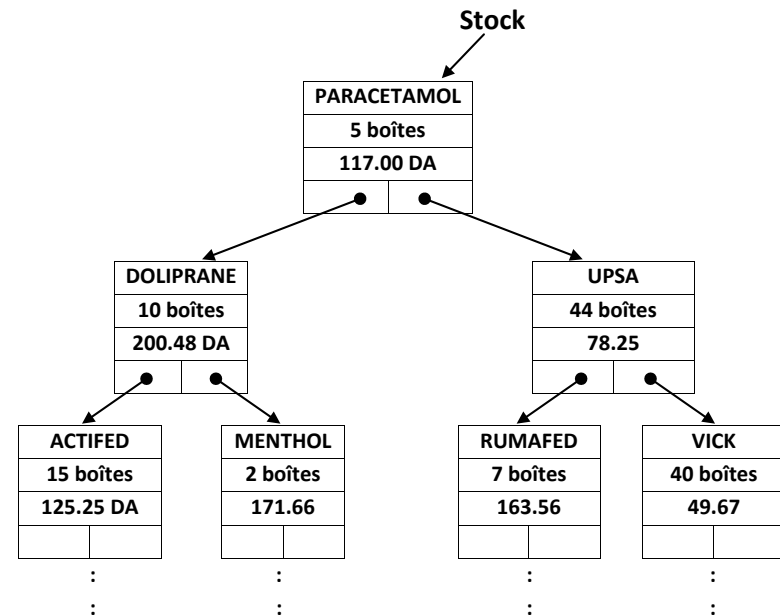 Stock
PARACETAMOL
5 boîtes
117.00 DA
DOLIPRANE
10 boîtes
200.48 DA
UPSA
44 boîtes
78.25
ACTIFED
15 boîtes
125.25 DA
MENTHOL
2 boîtes
171.66
RUMAFED
7 boîtes
163.56
VICK
40 boîtes
49.67
: : : :
: : : :